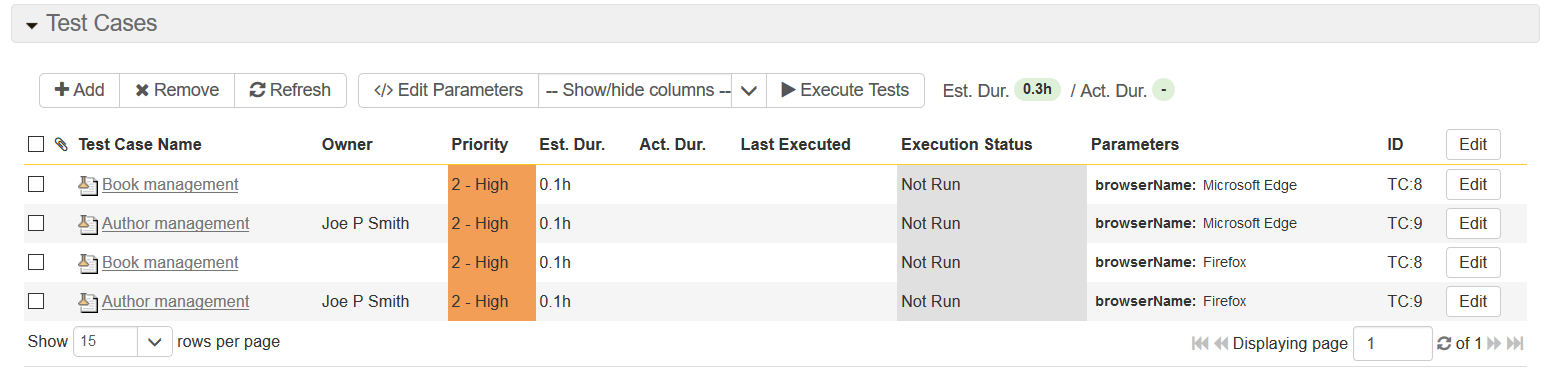 Test Cases
Add Remove Refresh Edit Parameters -- Show/hide columns -- Execute Tests Est. Dur. 0.3h / Act. Dur. -
Test Case Name Owner Priority Est. Dur. Act. Dur. Last Executed Execution Status Parameters ID Edit
Book management 2 - High 0.1h Not Run browserName: Microsoft Edge TC:8 Edit
Author management Joe P Smith 2 - High 0.1h Not Run browserName: Microsoft Edge TC:9 Edit
Book management 2 - High 0.1h Not Run browserName: Firefox TC:8 Edit
Author management Joe P Smith 2 - High 0.1h Not Run browserName: Firefox TC:9 Edit
Show 15 rows per page Displaying page 1 of 1